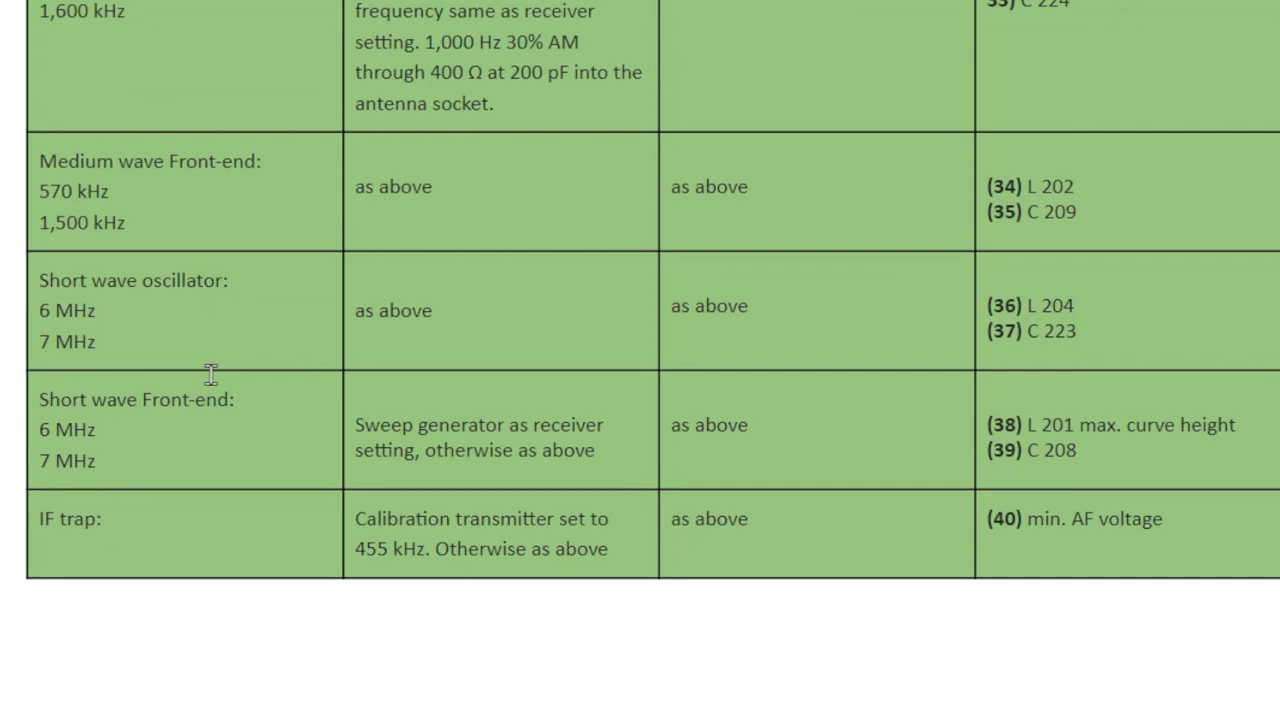 1,600 kHz
frequency same as receiver
setting. 1,000 Hz 30% AM
through 400 Ω at 200 pF into the
antenna socket.
33) C 224
Medium wave Front-end:
570 kHz
1,500 kHz
as above
as above
(34) L 202
(35) C 209
Short wave oscillator:
6 MHz
7 MHz
as above
as above
(36) L 204
(37) C 223
Short wave Front-end:
6 MHz
7 MHz
Sweep generator as receiver
setting, otherwise as above
as above
(38) L 201 max. curve height
(39) C 208
IF trap:
Calibration transmitter set to
455 kHz. Otherwise as above
as above
(40) min. AF voltage